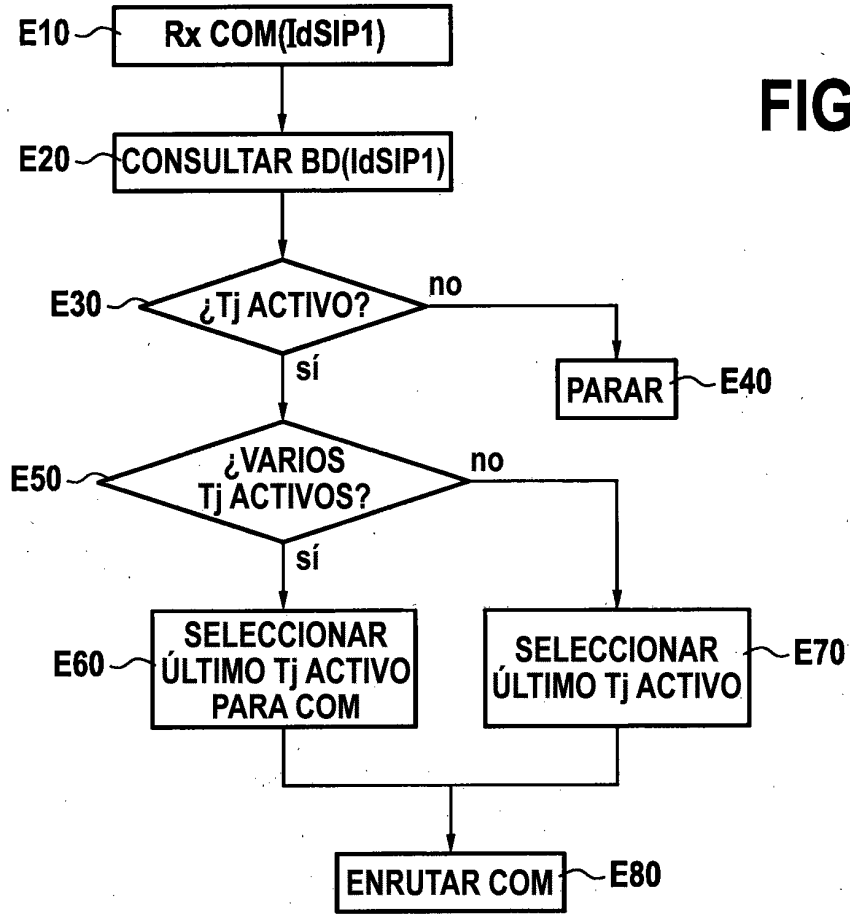 E10
Rx COM(IdSIP1)
FIG
E20
CONSULTAR BD(IdSIP1)
E30
¿Tj ACTIVO?
no
sí
PARAR
E40
E50
¿VARIOS
Tj ACTIVOS?
no
sí
E60
SELECCIONAR
ÚLTIMO Tj ACTIVO
PARA COM
SELECCIONAR
ÚLTIMO Tj ACTIVO
E70
ENRUTAR COM
E80